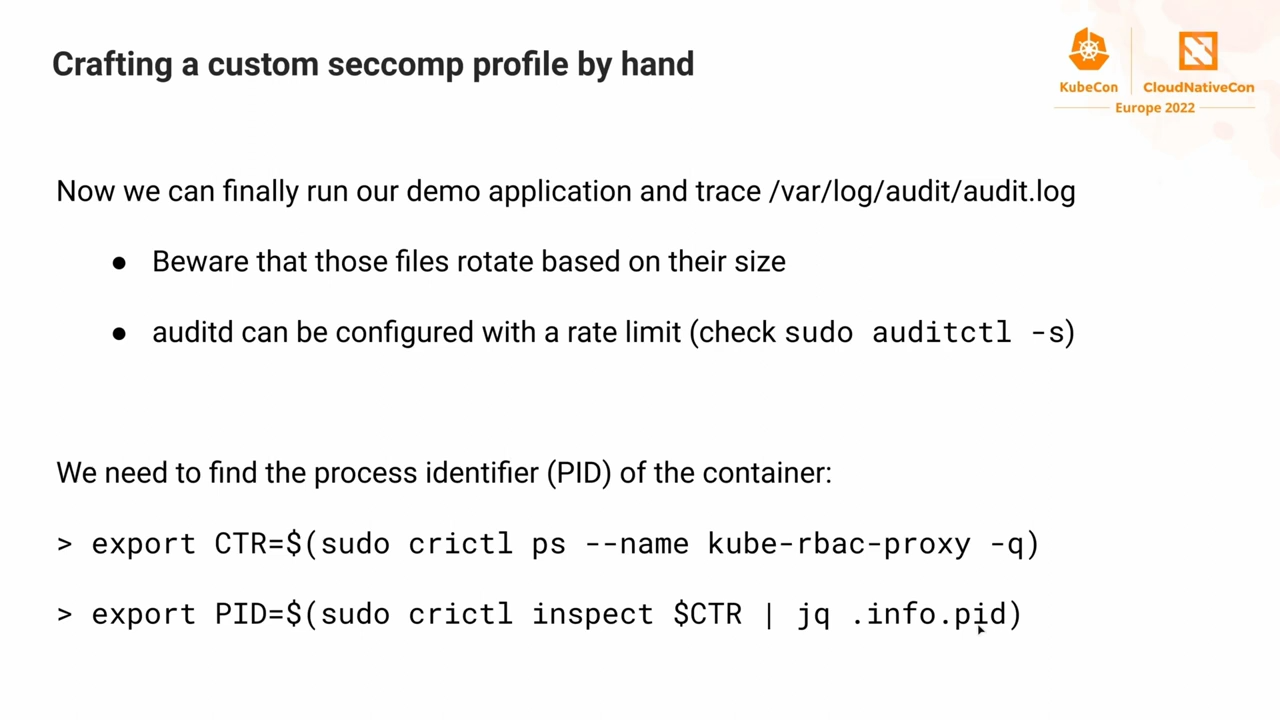 Crafting a custom seccomp profile by hand
KubeCon
CloudNativeCon
Europe 2022
Now we can finally run our demo application and trace /var/log/audit/audit.log
● Beware that those files rotate based on their size
● auditd can be configured with a rate limit (check sudo auditctl -s)
We need to find the process identifier (PID) of the container:
> export CTR=$(sudo crictl ps --name kube-rbac-proxy -q)
> export PID=$(sudo crictl inspect $CTR | jq .info.pid)